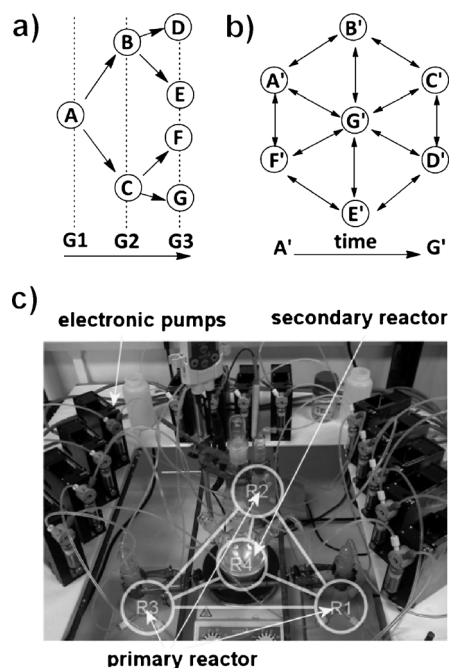 a)
B
D
A
E
F
C
G
G1 G2 G3
b)
B'
A'
C'
G'
F'
D'
E'
A' time G'
c)
electronic pumps
secondary reactor
R2
R4
R3
R1
primary reactor